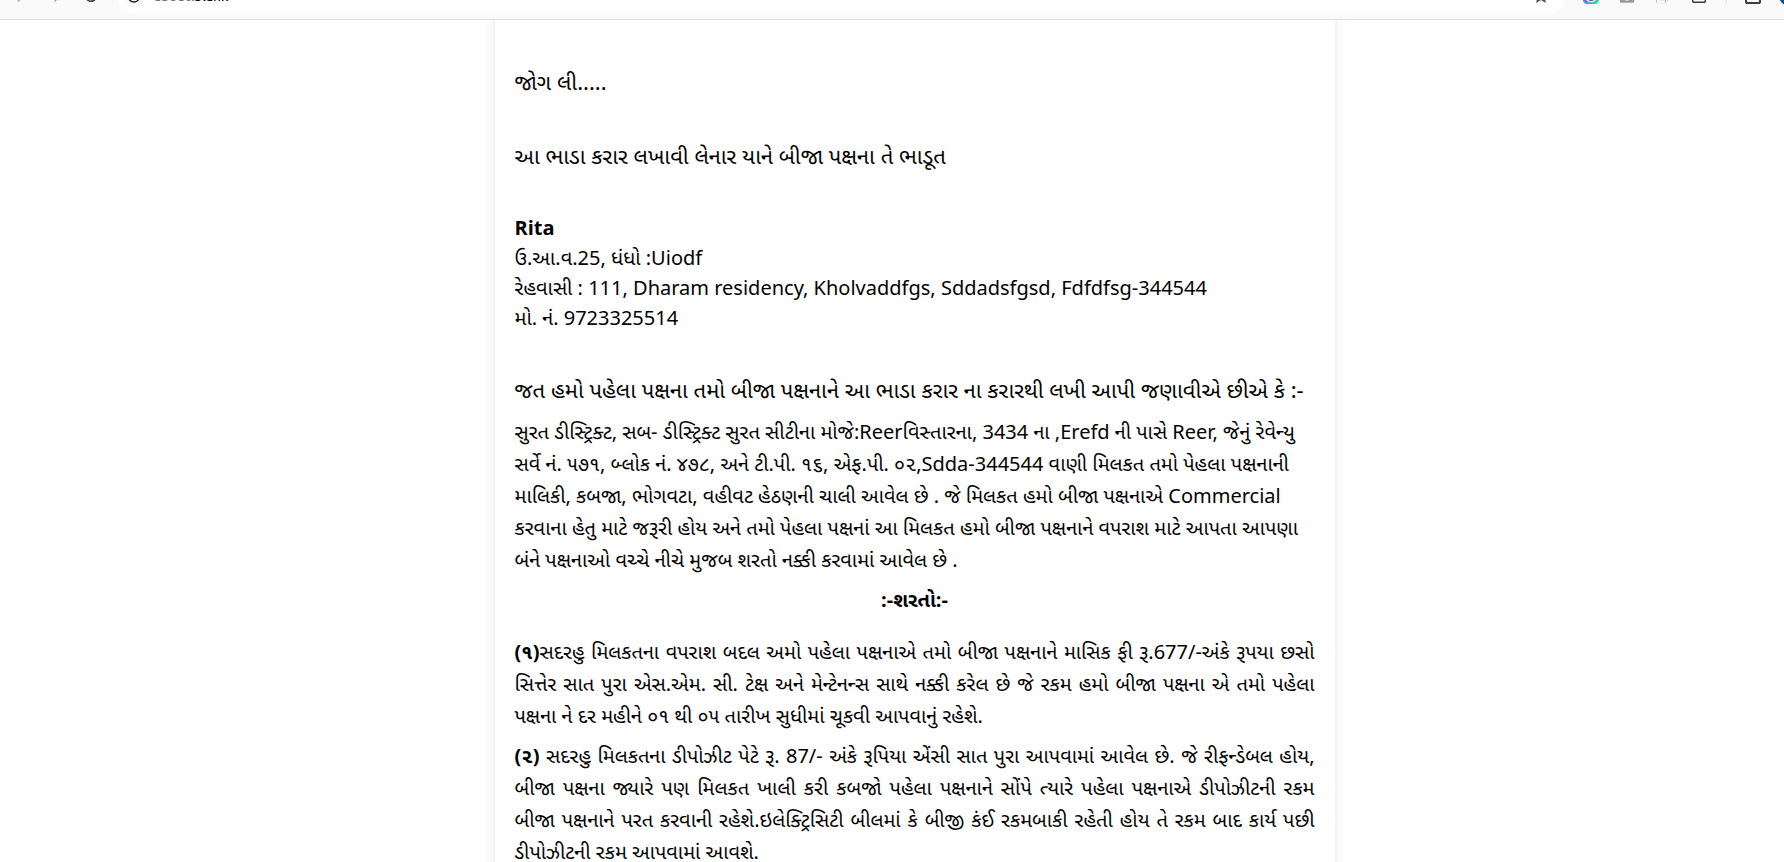 જોગ લી.....
આ ભાડા કરાર લખાવી લેનાર યાને બીજા પક્ષના તે ભાડૂત
Rita
ઉ.આ.વ.25, ધંધો :Uiodf
રેહવાસી : 111, Dharam residency, Kholvaddfgs, Sddadsfgsd, Fdfdfsg-344544
મો. નં. 9723325514
જત હમો પહેલા પક્ષના તમો બીજા પક્ષનાને આ ભાડા કરાર ના કરારથી લખી આપી જણાવીએ છીએ કે :-
સુરત ડીસ્ટ્રિક્ટ, સબ- ડીસ્ટ્રિક્ટ સુરત સીટીના મોજે:Reerવિસ્તારના, 3434 ના ,Erefd ની પાસે Reer, જેનું રેવેન્યુ
સર્વે નં. ૫૭૧, બ્લોક નં. ૪૭૮, અને ટી.પી. ૧૬, એફ.પી. ૦૨,Sdda-344544 વાણી મિલકત તમો પેહલા પક્ષનાની
માલિકી, કબજા, ભોગવટા, વહીવટ હેઠણની ચાલી આવેલ છે . જે મિલકત હમો બીજા પક્ષનાએ Commercial
કરવાના હેતુ માટે જરૂરી હોય અને તમો પેહલા પક્ષનાં આ મિલકત હમો બીજા પક્ષનાને વપરાશ માટે આપતા આપણા
બંને પક્ષનાઓ વચ્ચે નીચે મુજબ શરતો નક્કી કરવામાં આવેલ છે .
:-શરતો:-
(૧)સદરહુ મિલકતના વપરાશ બદલ અમો પહેલા પક્ષનાએ તમો બીજા પક્ષનાને માસિક ફી રૂ.677/-અંકે રૂપયા છસો
સિત્તેર સાત પુરા એસ.એમ. સી. ટેક્ષ અને મેન્ટેનન્સ સાથે નક્કી કરેલ છે જે રકમ હમો બીજા પક્ષના એ તમો પહેલા
પક્ષના ને દર મહીને ૦૧ થી ૦૫ તારીખ સુધીમાં ચૂકવી આપવાનું રહેશે.
(૨) સદરહુ મિલકતના ડીપોઝીટ પેટે રૂ. 87/- અંકે રૂપિયા એંસી સાત પુરા આપવામાં આવેલ છે. જે રીફન્ડેબલ હોય,
બીજા પક્ષના જ્યારે પણ મિલકત ખાલી કરી કબજો પહેલા પક્ષનાને સોંપે ત્યારે પહેલા પક્ષનાએ ડીપોઝીટની રકમ
બીજા પક્ષનાને પરત કરવાની રહેશે.ઇલેક્ટ્રિસિટી બીલમાં કે બીજી કંઈ રકમબાકી રહેતી હોય તે રકમ બાદ કાર્ય પછી
ડીપોઝીટની રકમ આપવામાં આવશે.